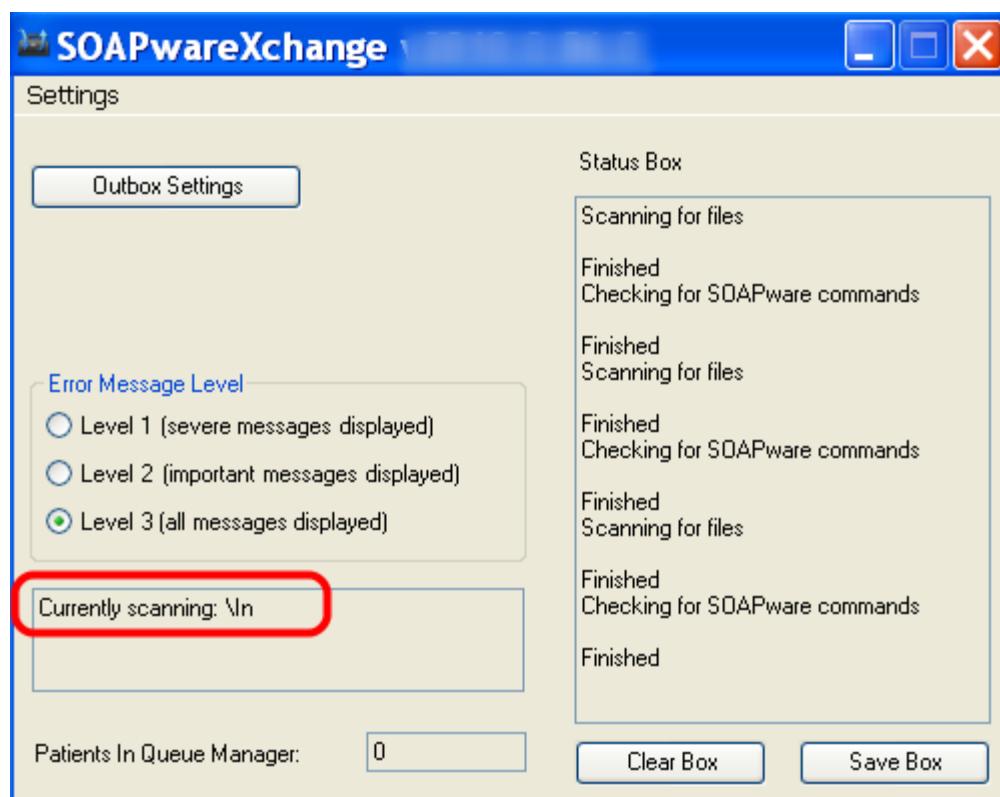 SOAPwareXchange
Settings
Outbox Settings
Error Message Level
Level 1 (severe messages displayed)
Level 2 (important messages displayed)
Level 3 (all messages displayed)
Currently scanning: \In
Patients In Queue Manager:
0
Status Box
Scanning for files
Finished
Checking for SOAPware commands
Finished
Scanning for files
Finished
Checking for SOAPware commands
Finished
Scanning for files
Finished
Checking for SOAPware commands
Finished
Clear Box
Save Box